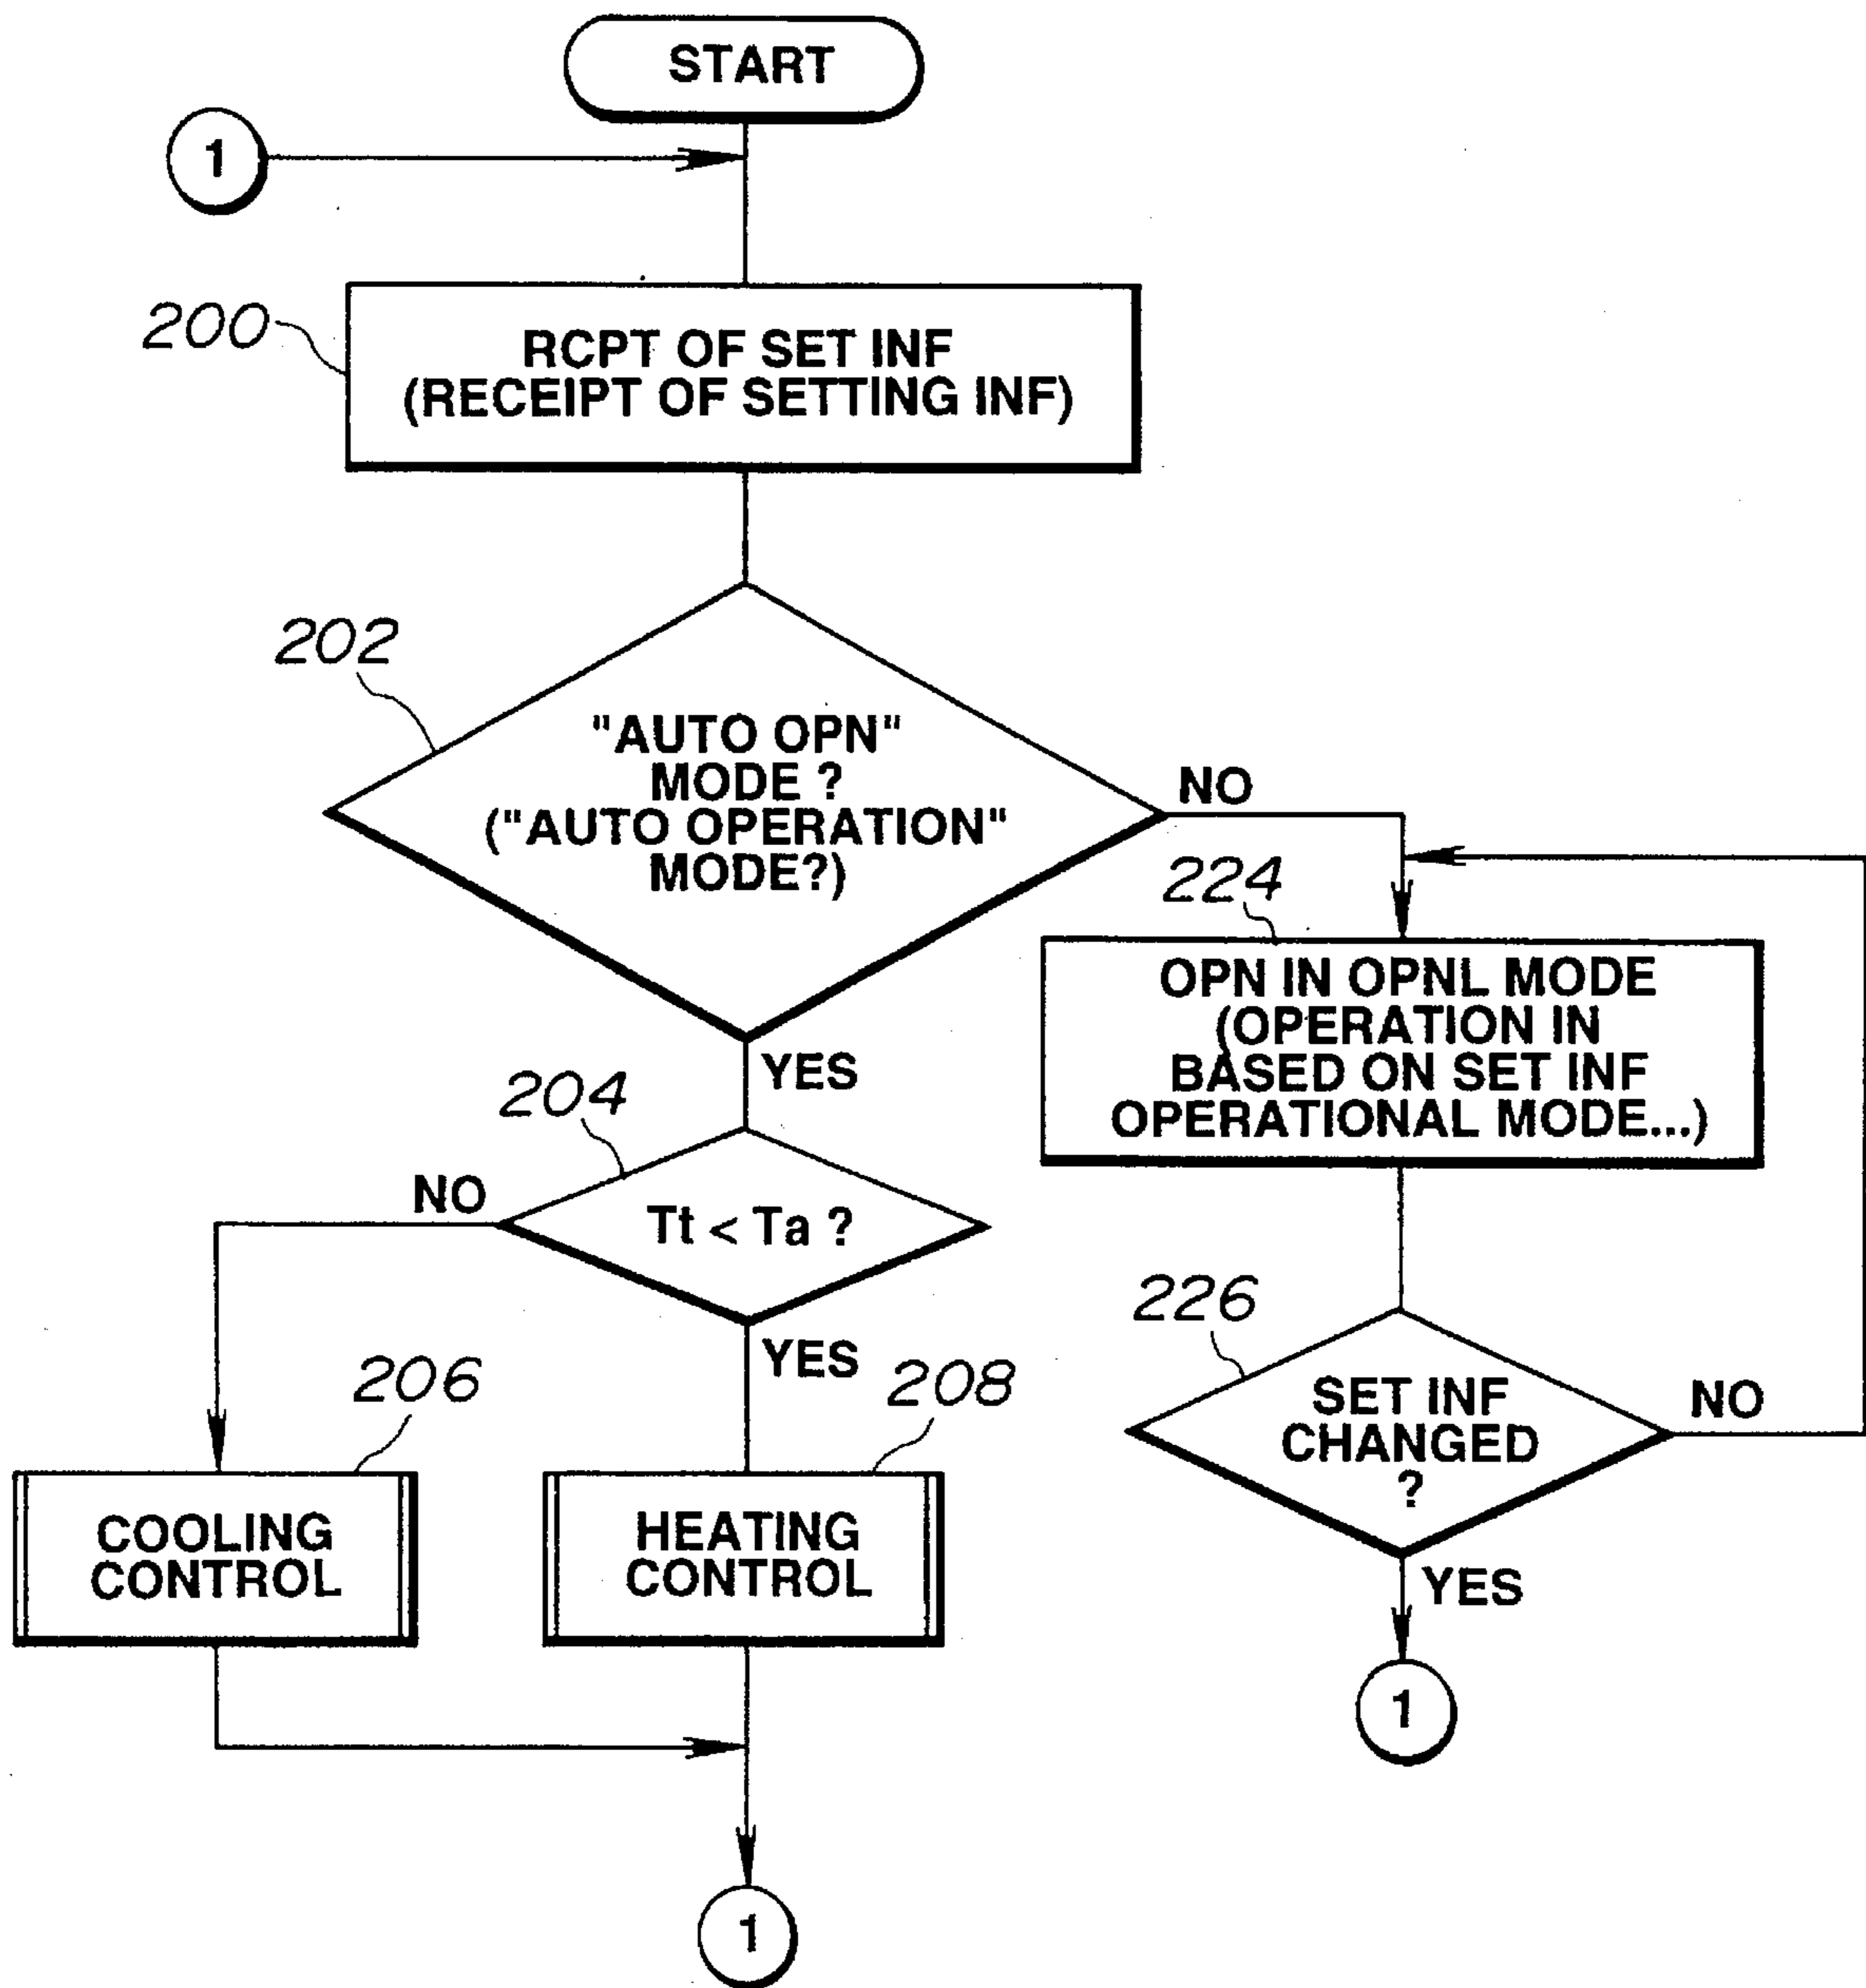 START
1
200
RCPT OF SET INF
(RECEIPT OF SETTING INF)
202
"AUTO OPN"
MODE ?
("AUTO OPERATION"
MODE?)
NO
YES
224
OPN IN OPNL MODE
(OPERATION IN
BASED ON SET INF
OPERATIONAL MODE...)
204
NO
Tt < Ta ?
YES
226
SET INF
CHANGED
?
NO
YES
1
206
COOLING
CONTROL
208
HEATING
CONTROL
1